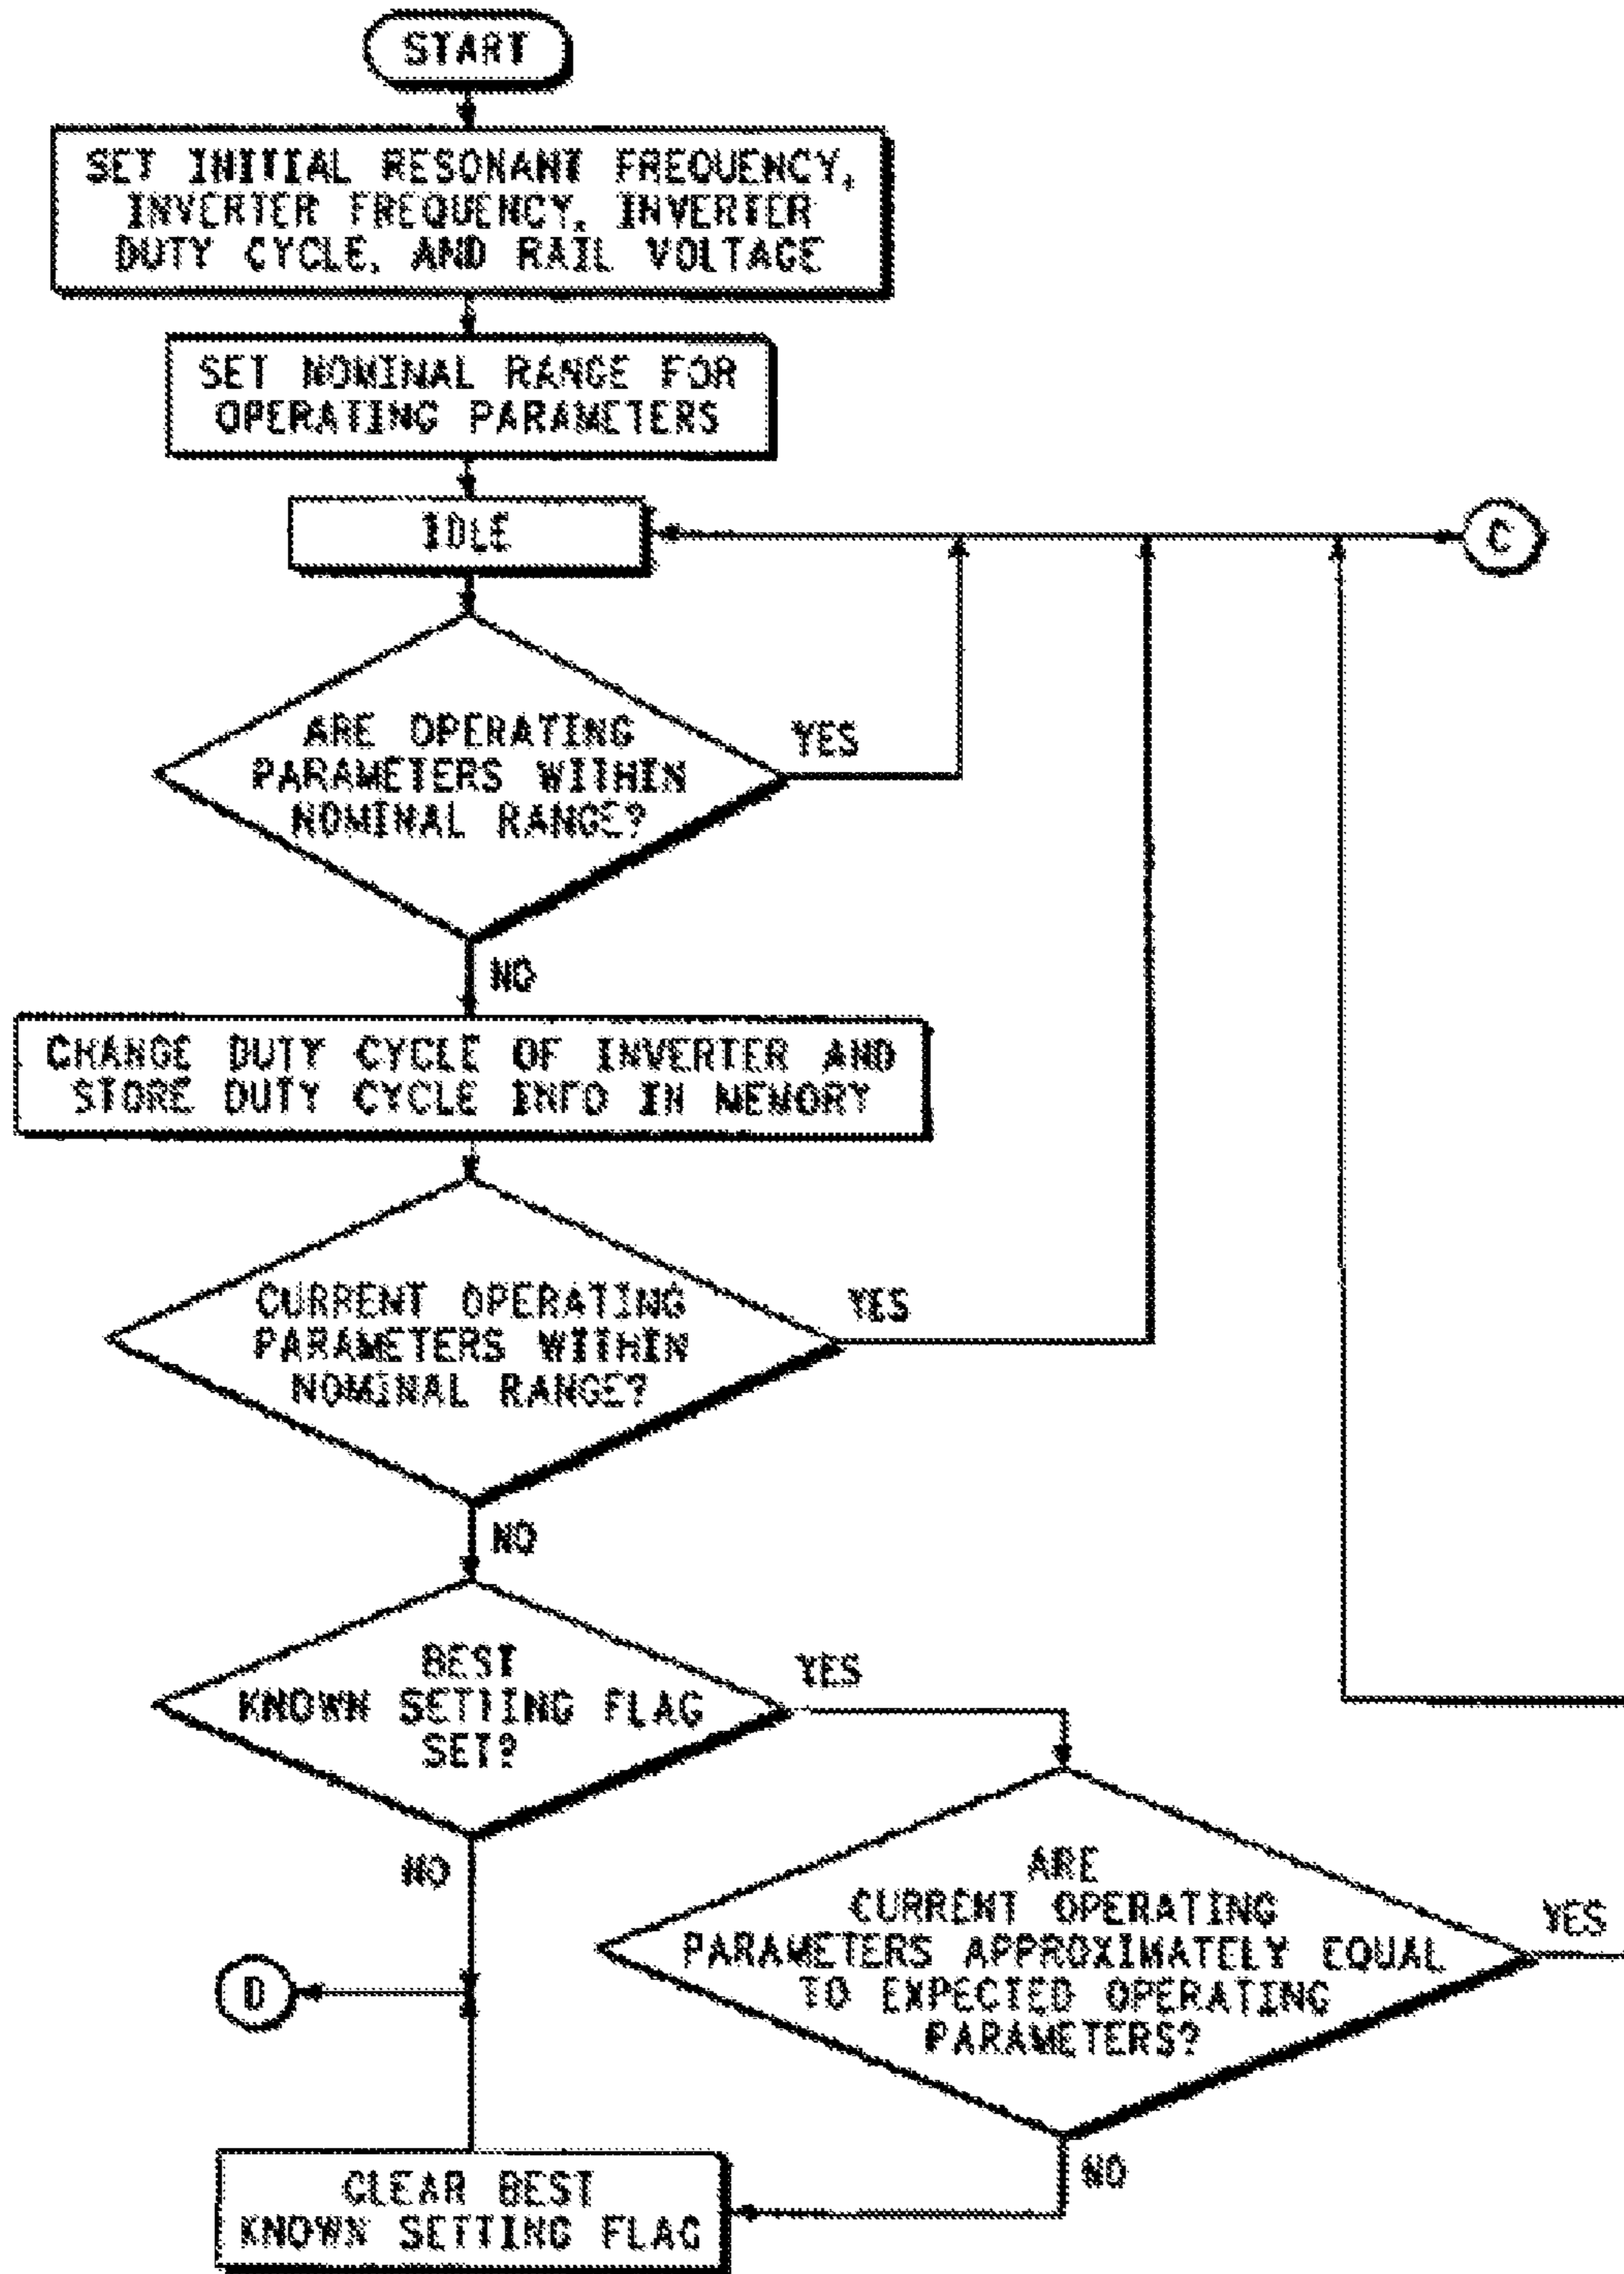 START
SET INITIAL RESONANT FREQUENCY,
INVERTER FREQUENCY, INVERTER
DUTY CYCLE, AND RAIL VOLTAGE
SET NOMINAL RANGE FOR
OPERATING PARAMETERS
IDLE
C
ARE OPERATING
PARAMETERS WITHIN
NOMINAL RANGE?
YES
NO
CHANGE DUTY CYCLE OF INVERTER AND
STORE DUTY CYCLE INFO IN MEMORY
CURRENT OPERATING
PARAMETERS WITHIN
NOMINAL RANGE?
YES
NO
BEST
KNOWN SETTING FLAG
SET?
YES
NO
ARE
CURRENT OPERATING
PARAMETERS APPROXIMATELY EQUAL
TO EXPECTED OPERATING
PARAMETERS?
YES
D
NO
CLEAR BEST
KNOWN SETTING FLAG